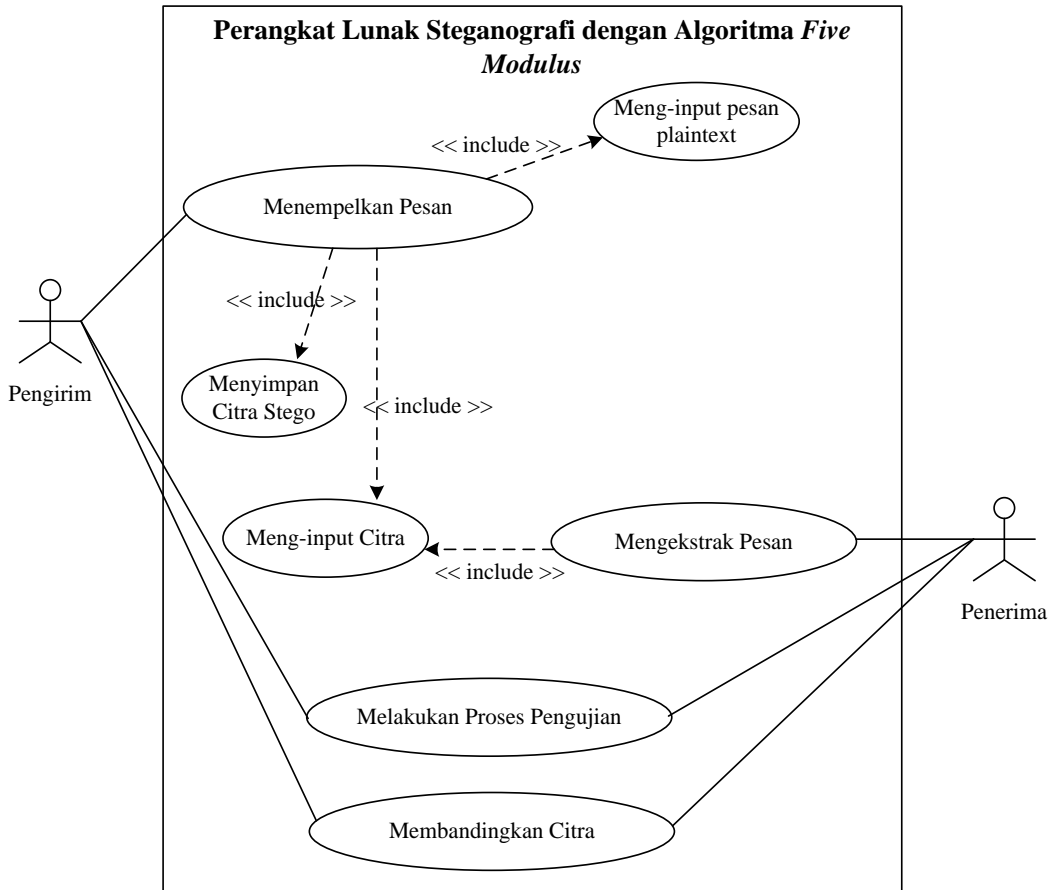 Perangkat Lunak Steganografi dengan Algoritma Five
Modulus
Meng-input pesan
plaintext
<< include >>
Menempelkan Pesan
<< include >>
Pengirim
Menyimpan
Citra Stego
<< include >>
Meng-input Citra
Mengekstrak Pesan
<< include >>
Penerima
Melakukan Proses Pengujian
Membandingkan Citra